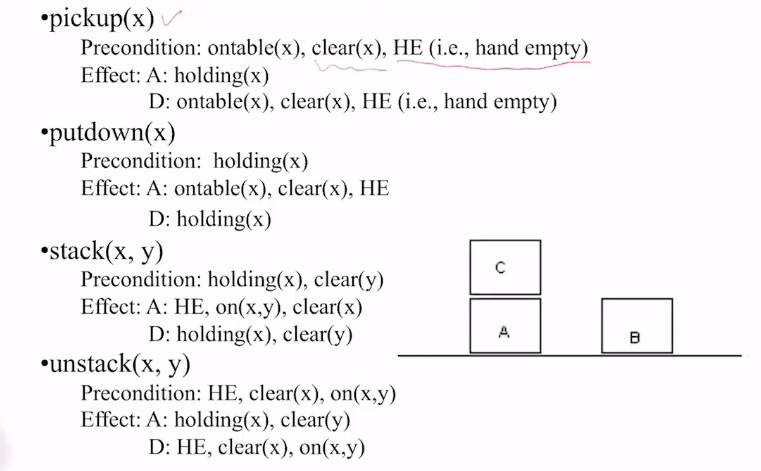 •pickup(x)
Precondition: ontable(x), clear(x), HE (i.e., hand empty)
Effect: A: holding(x)
D: ontable(x), clear(x), HE (i.e., hand empty)
•putdown(x)
Precondition: holding(x)
Effect: A: ontable(x), clear(x), HE
D: holding(x)
•stack(x, y)
Precondition: holding(x), clear(y)
Effect: A: HE, on(x,y), clear(x)
D: holding(x), clear(y)
•unstack(x, y)
Precondition: HE, clear(x), on(x,y)
Effect: A: holding(x), clear(y)
D: HE, clear(x), on(x,y)
C
A
B